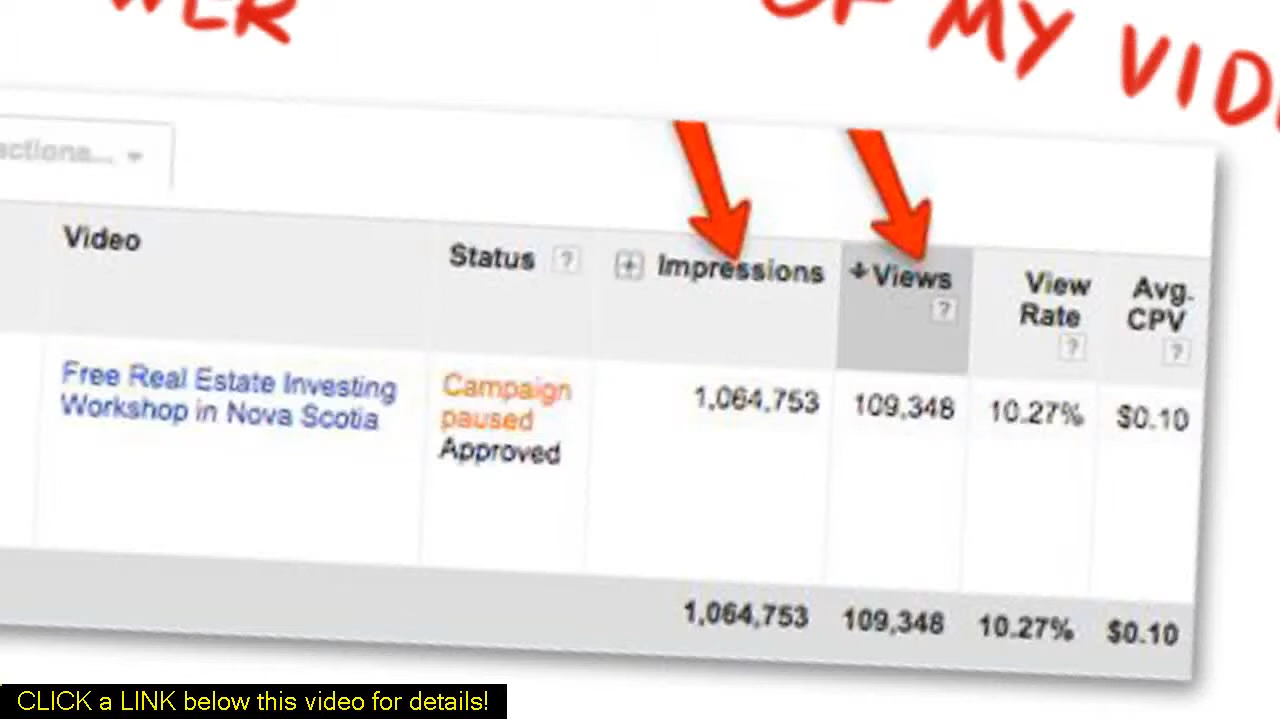 OF MY
actions...
Video
Status ?
Impressions
Views
?
View
Rate
?
Avg.
CPV
?
Free Real Estate Investing
Workshop in Nova Scotia
Campaign
paused
Approved
1,064,753
109,348
10.27%
$0.10
1,064,753
109,348
10.27%
$0.10
CLICK a LINK below this video for details!